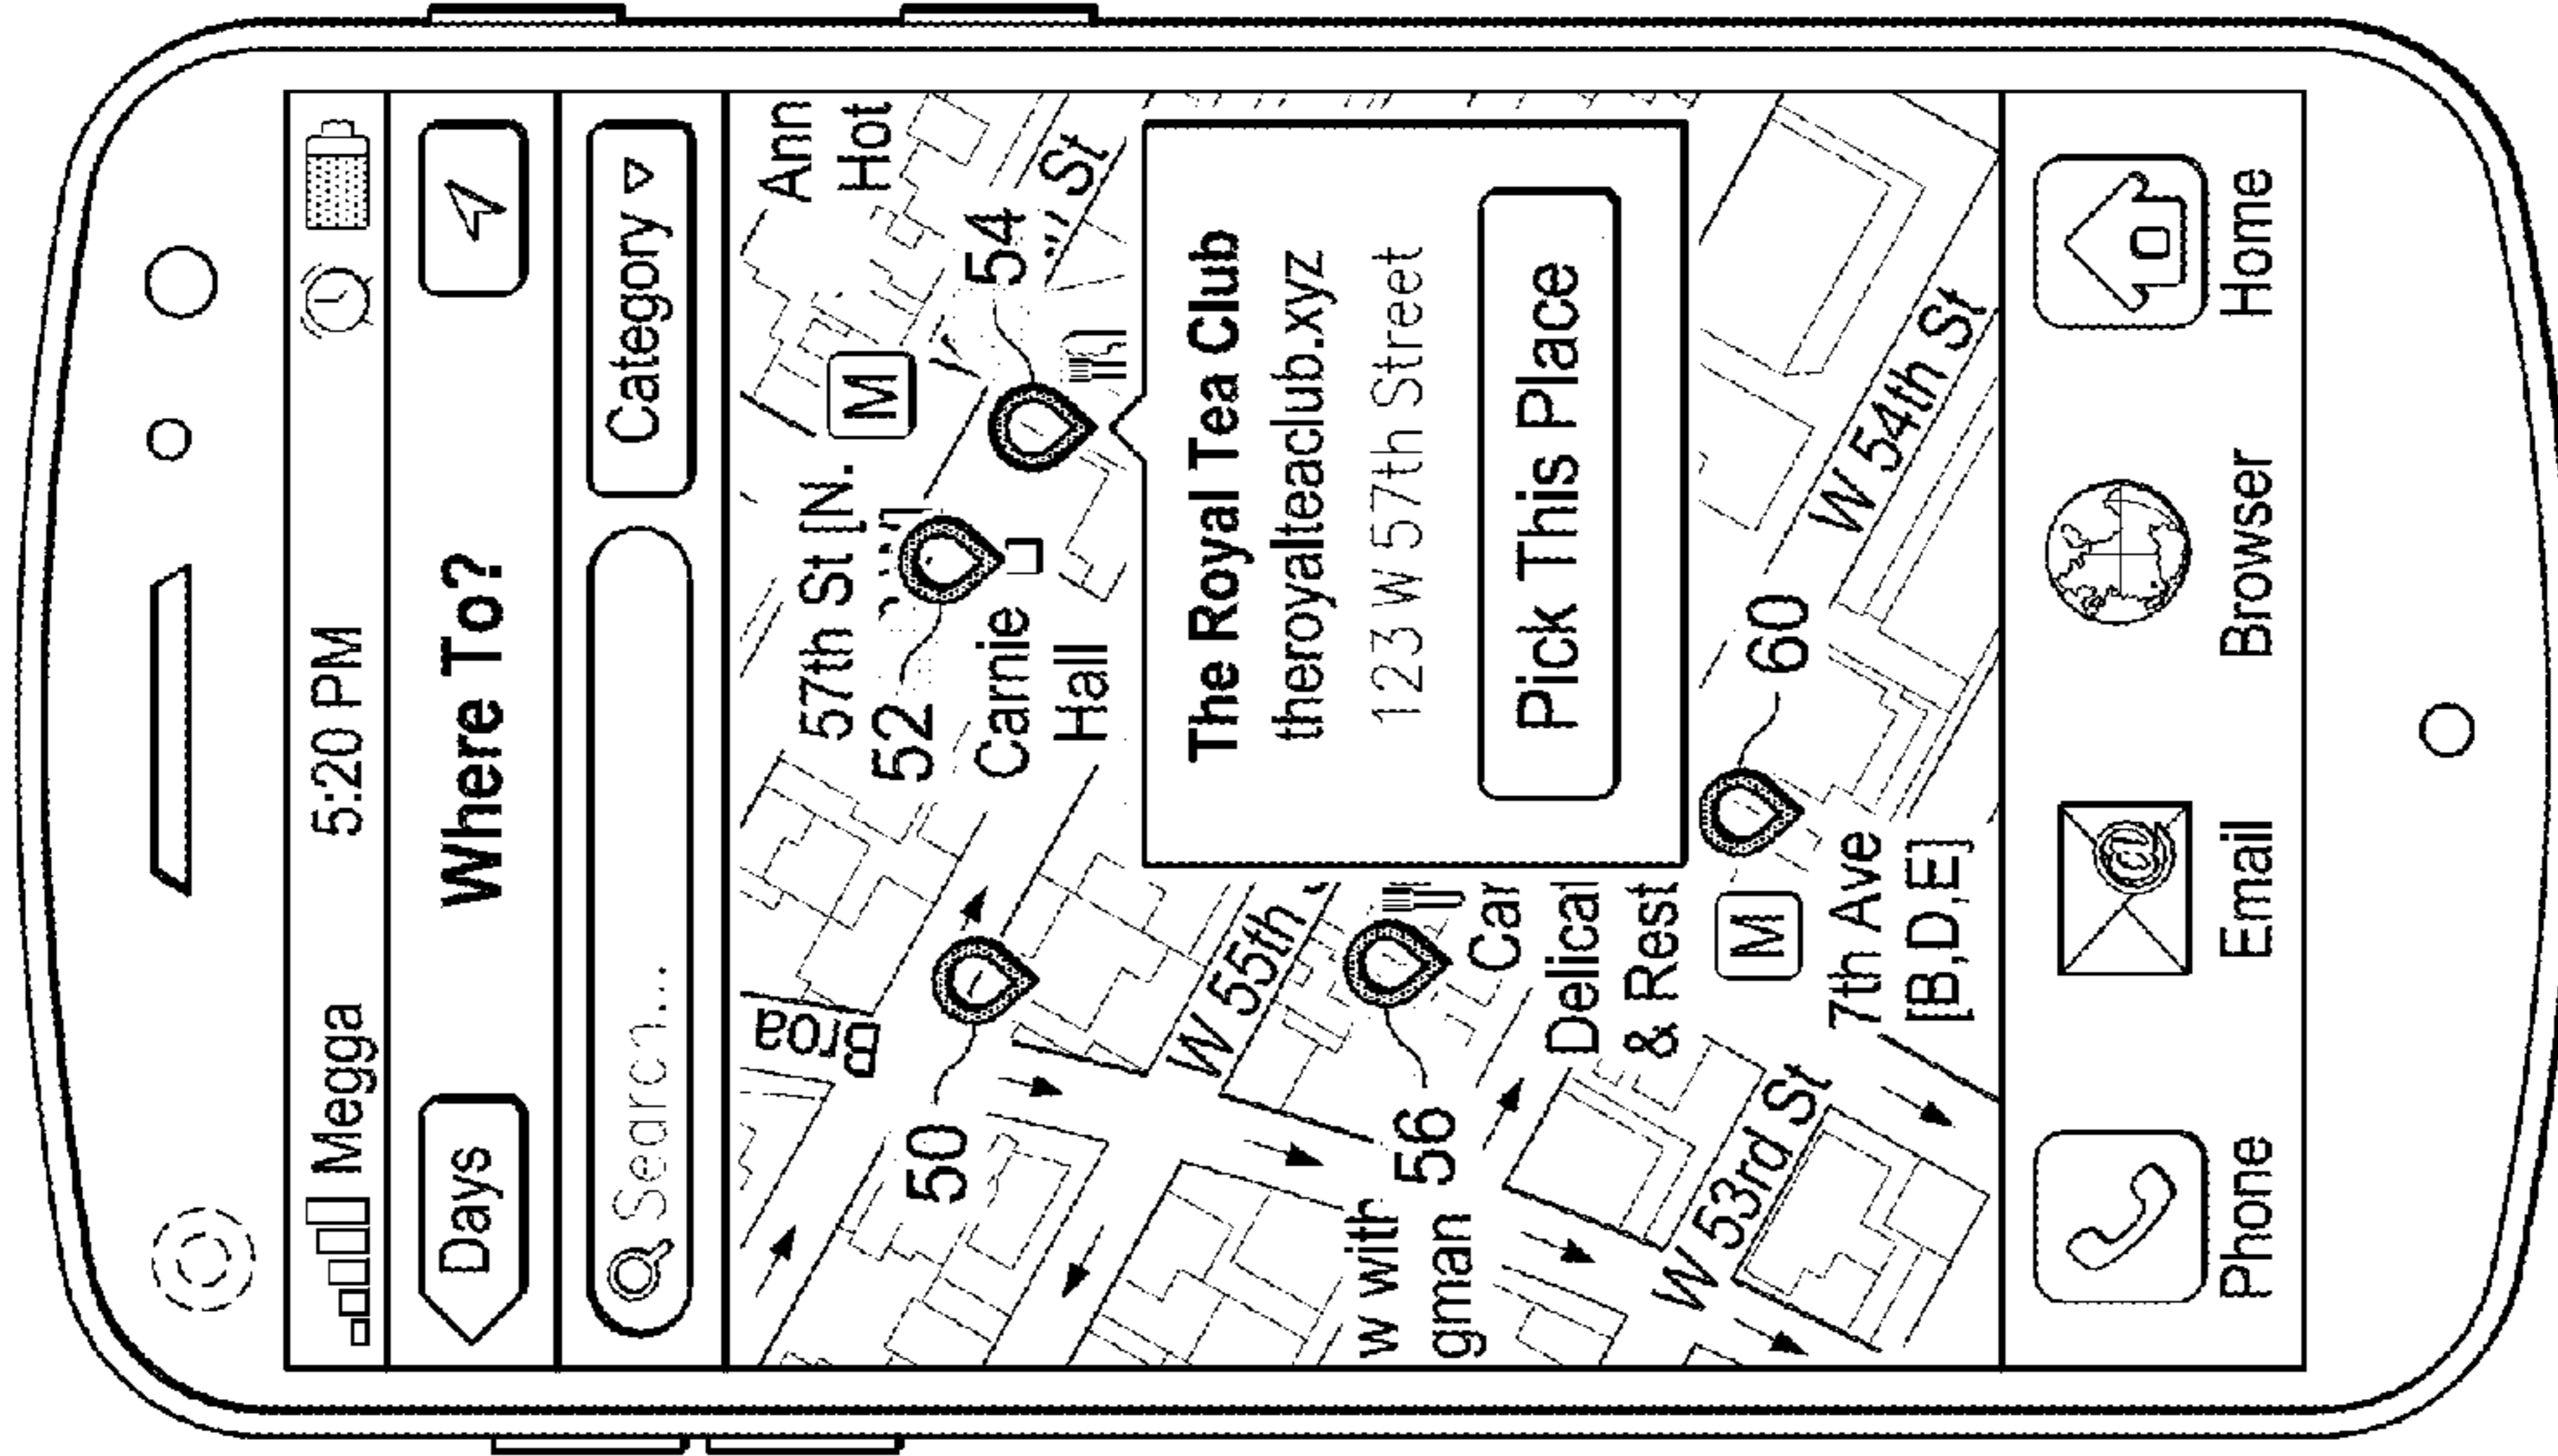 Megga 5:20 PM
Days Where To?
Search... Category
Ann
Hot
57th St [N.
M
52
54
St
Carnie
Hall
Broa
50
The Royal Tea Club
theroyalteaclub.xyz
123 W 57th Street
Pick This Place
W 55th
w with
gman
56
Car
Delicat
& Rest
W 53rd St
M
7th Ave
[B,D,E]
60
W 54th St
Phone Email Browser Home